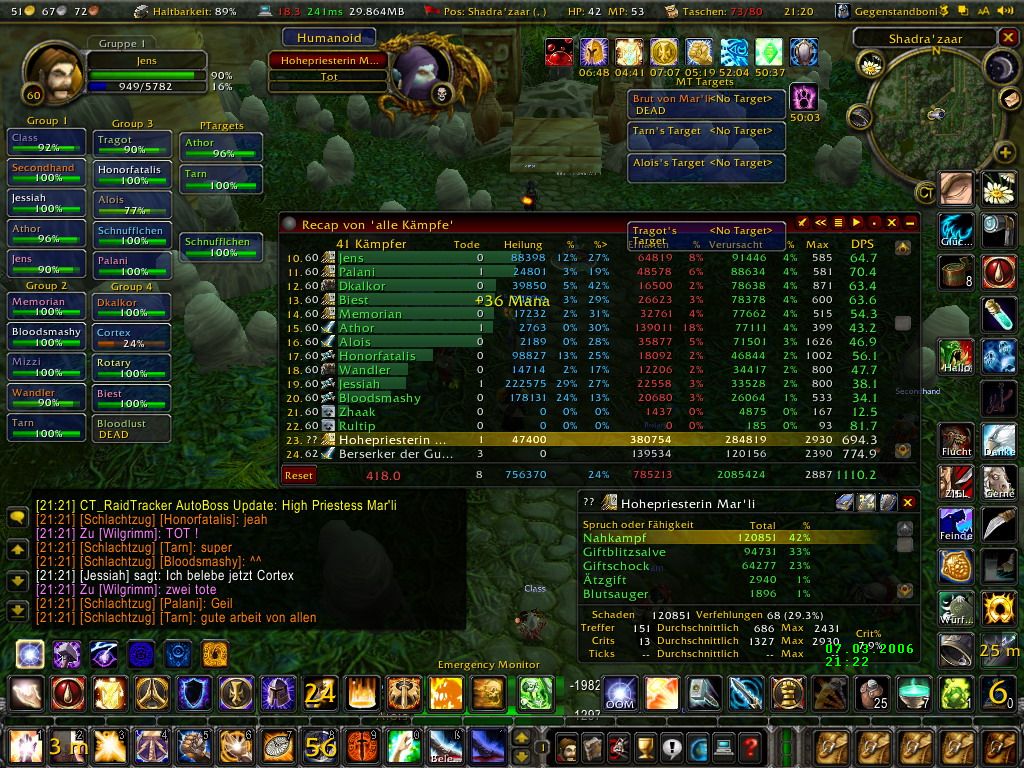 51 67 72 Haltbarkeit: 89% 18.3 241ms 29.864MB Pos: Shadra'zaar (, ) HP: 42 MP: 53 Taschen: 73/80 21:20 Gegenstandboni
Gruppe 1
Jens
90%
949/5782 16%
60
Humanoid
Hohepriesterin M...
Tot
06:48 04:41 07:07 05:19 52:04 50:37
MT Targets
Brut von Mar'li <No Target>
DEAD
50:03
Tarn's Target <No Target>
Alois's Target <No Target>
Tragot's Target <No Target>
Shadra'zaar
N
CT
Group 1
Class
92%
Secondhand
100%
Jessiah
100%
Athor
96%
Jens
90%
Group 2
Memorian
100%
Bloodsmashy
100%
Mizzi
100%
Wandler
90%
Tarn
100%
Group 3
Tragot
90%
Honorfatalis
100%
Alois
77%
Schnufflchen
100%
Palani
100%
Group 4
Dkalkor
100%
Cortex
24%
Rotary
100%
Biest
100%
Bloodlust
DEAD
PTargets
Athor
96%
Tarn
100%
Schnufflchen
100%
Recap von 'alle Kämpfe'
41 Kämpfer Tode Heilung % %> Erhalten % Verursacht % Max DPS
10. 60 Jens 0 88398 12% 27% 64819 8% 91446 4% 585 64.7
11. 60 Palani 1 24801 3% 19% 48578 6% 88634 4% 581 70.4
12. 60 Dkalkor 0 39850 5% 42% 16500 2% 78638 4% 871 63.4
13. 60 Biest 3% 29% 26623 3% 78378 4% 600 63.6
+36 Mana
14. 60 Memorian 0 17232 2% 31% 32761 4% 77662 4% 515 54.3
15. 60 Athor 1 2763 0% 30% 139011 18% 77111 4% 399 43.2
16. 60 Alois 0 2189 0% 28% 35877 5% 71501 3% 1626 46.9
17. 60 Honorfatalis 0 98827 13% 25% 18092 2% 46844 2% 1002 56.1
18. 60 Wandler 0 14714 2% 17% 12206 2% 34417 2% 800 47.7
19. 60 Jessiah 1 222575 29% 27% 22558 3% 33528 2% 800 38.1
20. 60 Bloodsmashy 0 178131 24% 13% 20680 3% 26064 1% 533 34.1
21. 60 Zhaak 0 0 0% 0% 1437 0% 4875 0% 167 12.5
22. 60 Rultip 0 0 0% 0% 0 0% 185 0% 93 81.7
23. ?? Hohepriesterin ... 1 47400 380754 284819 2930 694.3
24. 62 Berserker der Gu... 3 0 139534 120156 2390 774.9
Reset 418.0 8 756370 24% 785213 2085424 2887 1110.2
Secondhand
[21:21] CT_RaidTracker AutoBoss Update: High Priestess Mar'li
[21:21] [Schlachtzug] [Honorfatalis]: jeah
[21:21] Zu [Wilgrimm]: TOT !
[21:21] [Schlachtzug] [Tarn]: super
[21:21] [Schlachtzug] [Bloodsmashy]: ^^
[21:21] [Jessiah] sagt: Ich belebe jetzt Cortex
[21:21] Zu [Wilgrimm]: zwei tote
[21:21] [Schlachtzug] [Palani]: Geil
[21:21] [Schlachtzug] [Tarn]: gute arbeit von allen
Class
?? Hohepriesterin Mar'li
Spruch oder Fähigkeit Total %
Nahkampf 120851 42%
Giftblitzsalve 94731 33%
Giftschock 64277 23%
Ätzgift 2940 1%
Blutsauger 1896 1%
Schaden 120851 Verfehlungen 68 (29.3%)
Treffer 151 Durchschnittlich 686 Max 2431
Crits 13 Durchschnittlich 1327 Max 2930
Ticks -- Durchschnittlich -- Max
Crit%
07.03.2006
21:22
8
Hallo
Flucht
Danke
ZIEL
Gerne
Feinde
Würf...
25 m
Emergency Monitor
24
-1982
OOM
25
7
1
6
0
3 m
56
Bele...
1